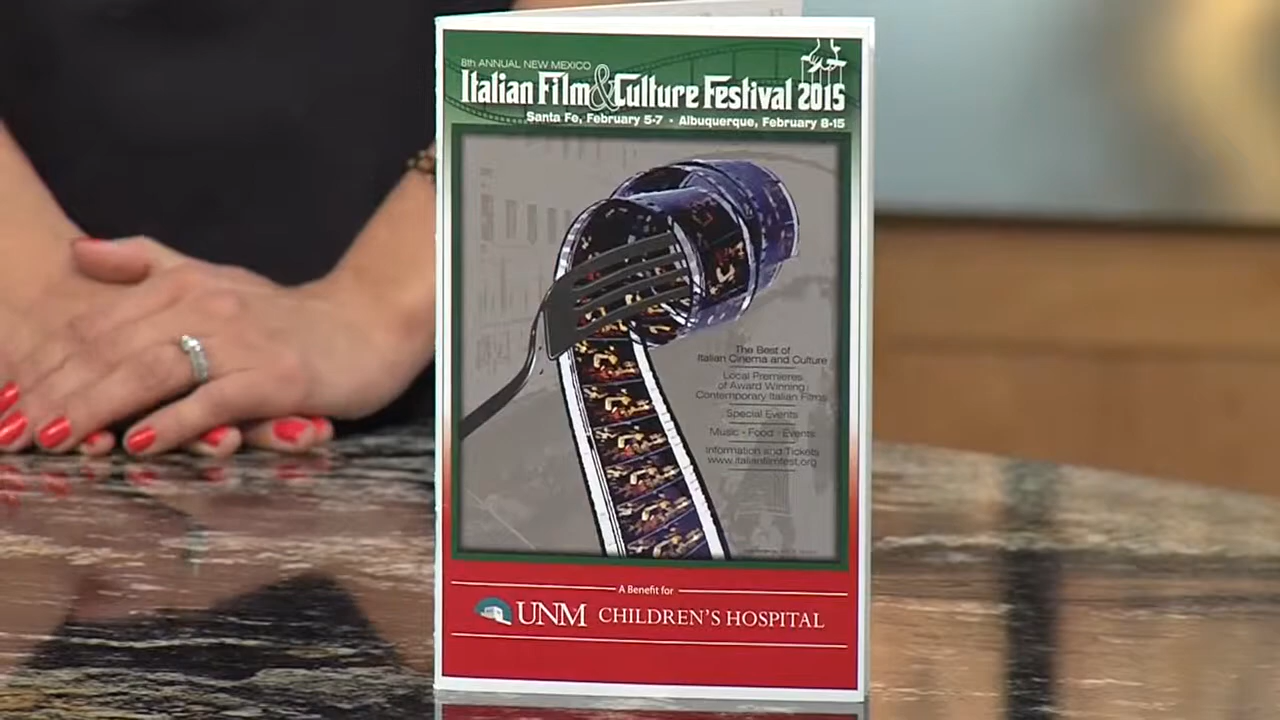 8th ANNUAL NEW MEXICO
Italian Film & Culture Festival 2015
Santa Fe, February 5-7 • Albuquerque, February 8-15
The Best of
Italian Cinema and Culture
Local Premieres
of Award Winning
Contemporary Italian Films
Special Events
Music - Food - Events
Information and Tickets
www.italianfilmfest.org
A Benefit for
UNM CHILDREN'S HOSPITAL